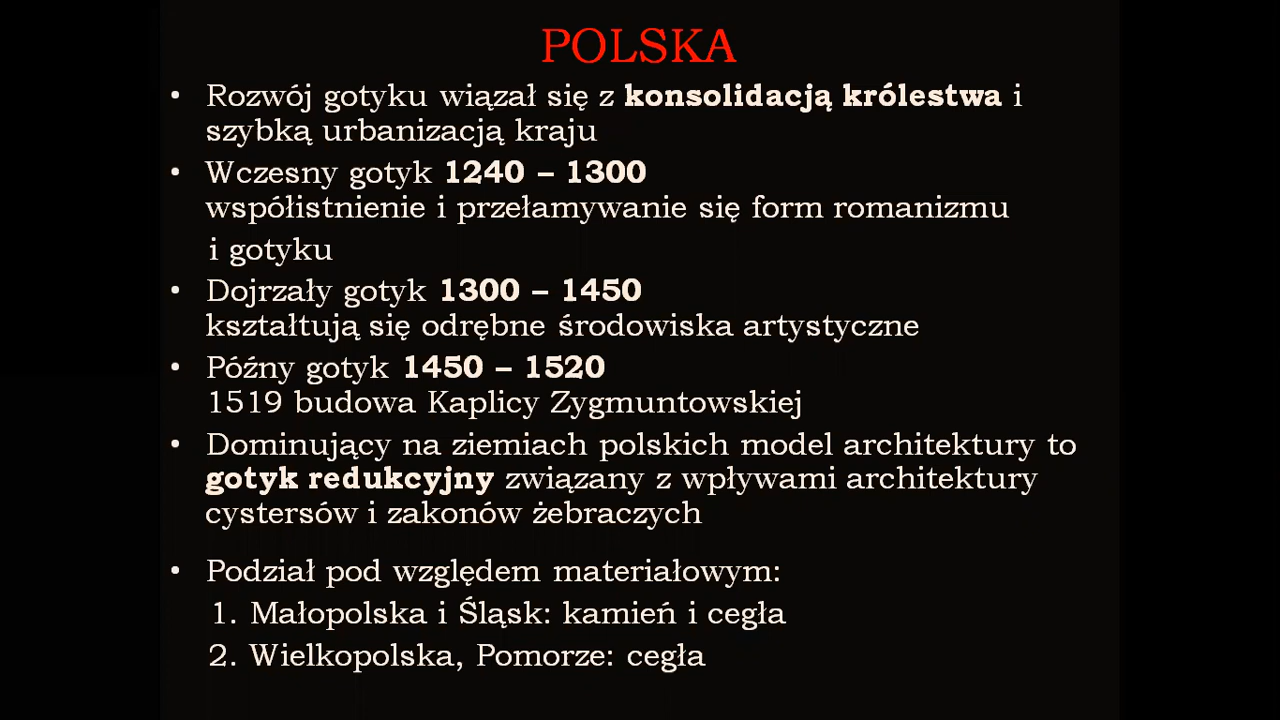 POLSKA
• Rozwój gotyku wiązał się z konsolidacją królestwa i
szybką urbanizacją kraju
• Wczesny gotyk 1240 – 1300
współistnienie i przełamywanie się form romanizmu
i gotyku
• Dojrzały gotyk 1300 – 1450
kształtują się odrębne środowiska artystyczne
• Późny gotyk 1450 – 1520
1519 budowa Kaplicy Zygmuntowskiej
• Dominujący na ziemiach polskich model architektury to
gotyk redukcyjny związany z wpływami architektury
cystersów i zakonów żebraczych
• Podział pod względem materiałowym:
1. Małopolska i Śląsk: kamień i cegła
2. Wielkopolska, Pomorze: cegła